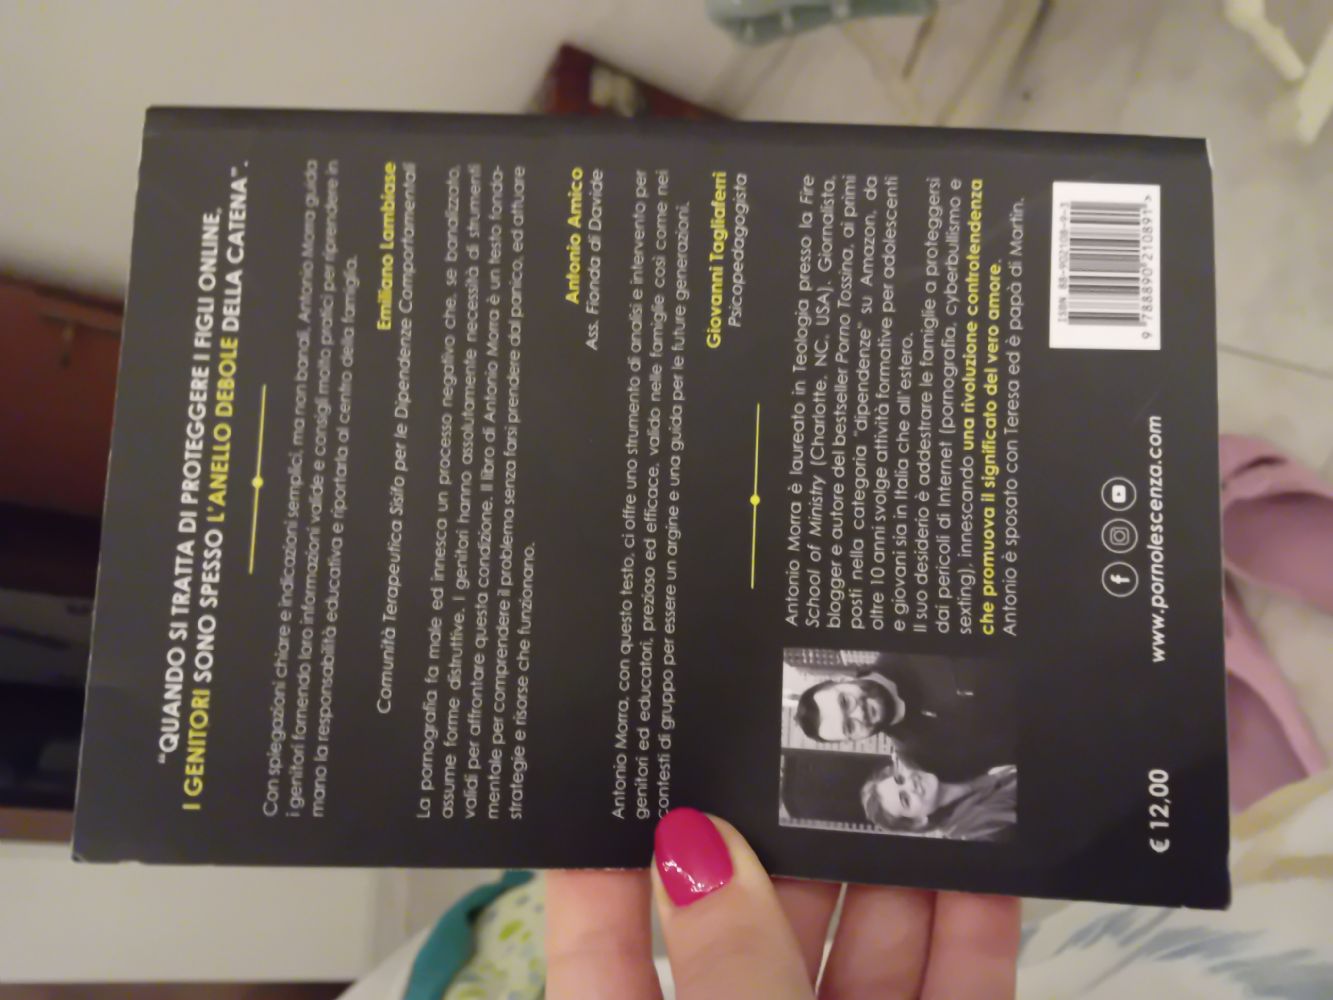 "QUANDO SI TRATTA DI PROTEGGERE I FIGLI ONLINE,
I GENITORI SONO SPESSO L'ANELLO DEBOLE DELLA CATENA".
Con spiegazioni chiare e indicazioni semplici, ma non banali, Antonio Morra guida
i genitori fornendo loro informazioni valide e consigli molto pratici per riprendere in
mano la responsabilità educativa e riportarla al centro della famiglia.
Emiliano Lambiase
Comunità Terapeutica Sisifo per le Dipendenze Comportamentali
La pornografia fa male ed innesca un processo negativo che, se banalizzato,
assume forme distruttive. I genitori hanno assolutamente necessità di strumenti
validi per affrontare questa condizione. Il libro di Antonio Morra è un testo fonda-
mentale per comprendere il problema senza farsi prendere dal panico, ed attuare
strategie e risorse che funzionano.
Antonio Amico
Ass. Fionda di Davide
Antonio Morra, con questo testo, ci offre uno strumento di analisi e intervento per
genitori ed educatori, prezioso ed efficace, valido nelle famiglie così come nei
contesti di gruppo per essere un argine e una guida per le future generazioni.
Giovanni Tagliaferri
Psicopedagogista
Antonio Morra è laureato in Teologia presso la Fire
School of Ministry (Charlotte, NC, USA). Giornalista,
blogger e autore del bestseller Porno Tossina, ai primi
posti nella categoria "dipendenze" su Amazon, da
oltre 10 anni svolge attività formative per adolescenti
e giovani sia in Italia che all'estero.
Il suo desiderio è addestrare le famiglie a proteggersi
dai pericoli di Internet (pornografia, cyberbullismo e
sexting), innescando una rivoluzione controtendenza
che promuova il significato del vero amore.
Antonio è sposato con Teresa ed è papà di Martin.
€ 12,00
www.pornolescenza.com
ISBN 88-902108-9-3
9 788890 210891 >